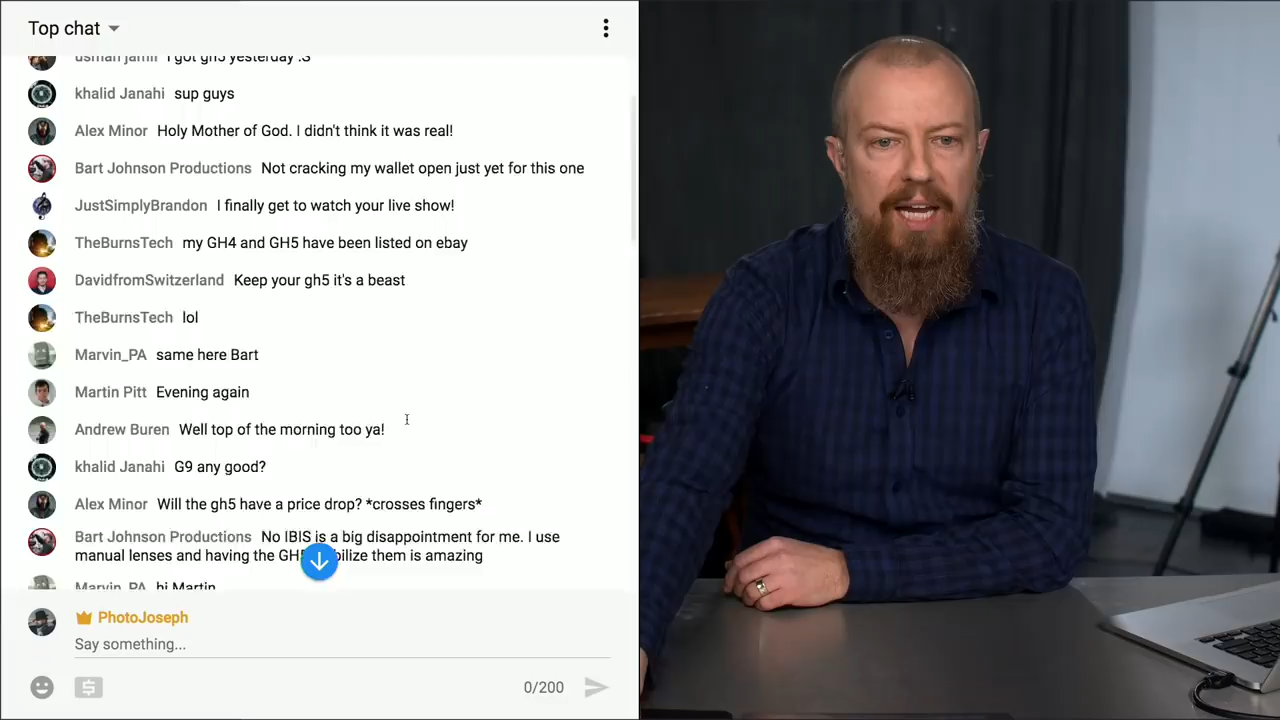 Top chat
usman jamil I got gh5 yesterday :S
khalid Janahi sup guys
Alex Minor Holy Mother of God. I didn't think it was real!
Bart Johnson Productions Not cracking my wallet open just yet for this one
JustSimplyBrandon I finally get to watch your live show!
TheBurnsTech my GH4 and GH5 have been listed on ebay
DavidfromSwitzerland Keep your gh5 it's a beast
TheBurnsTech lol
Marvin_PA same here Bart
Martin Pitt Evening again
Andrew Buren Well top of the morning too ya!
khalid Janahi G9 any good?
Alex Minor Will the gh5 have a price drop? *crosses fingers*
Bart Johnson Productions No IBIS is a big disappointment for me. I use
manual lenses and having the GH5 bilize them is amazing
Marvin_PA hi Martin
PhotoJoseph
Say something...
0/200